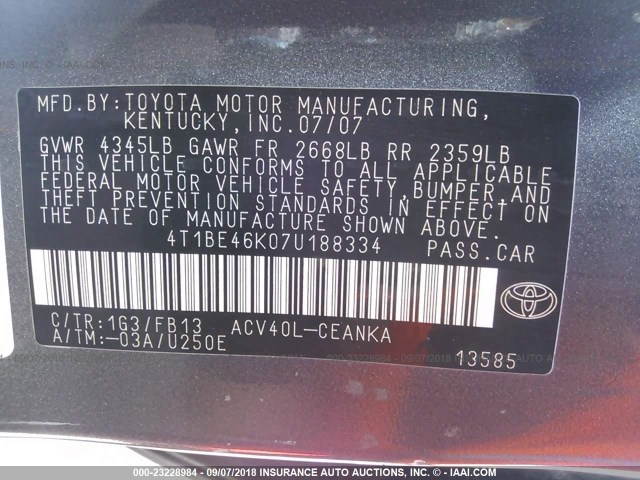 MFD.BY:TOYOTA MOTOR MANUFACTURING,
KENTUCKY,INC.07/07
GVWR 4345LB GAWR FR 2668LB RR 2359LB
THIS VEHICLE CONFORMS TO ALL APPLICABLE
FEDERAL MOTOR VEHICLE SAFETY,BUMPER,AND
THEFT PREVENTION STANDARDS IN EFFECT ON
THE DATE OF MANUFACTURE SHOWN ABOVE.
4T1BE46K07U188334 PASS.CAR
C/TR:1G3/FB13 ACV40L-CEANKA
A/TM:-03A/U250E
13585
000-23228984 - 09/07/2018 - INSURANCE AUTO AUCTIONS, INC. - © - IAAI.COM